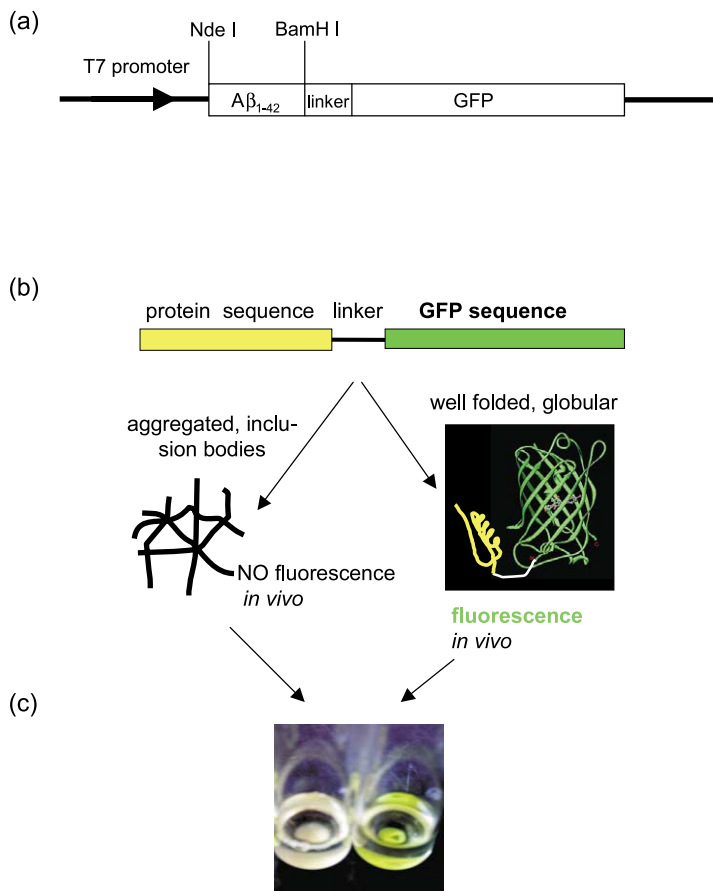 (a)
Nde I BamH I
T7 promoter
Aβ1-42 linker GFP
(b)
protein sequence linker GFP sequence
aggregated, inclu-
sion bodies
well folded, globular
NO fluorescence
in vivo
fluorescence
in vivo
(c)